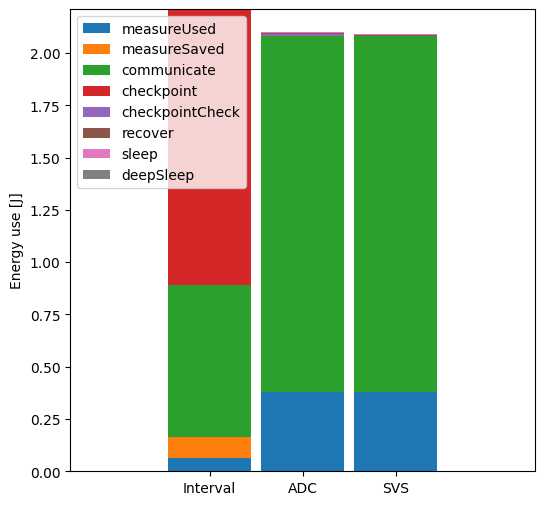 measureUsed
measureSaved
communicate
checkpoint
checkpointCheck
recover
sleep
deepSleep
Energy use [J]
2.00
1.75
1.50
1.25
1.00
0.75
0.50
0.25
0.00
Interval ADC SVS